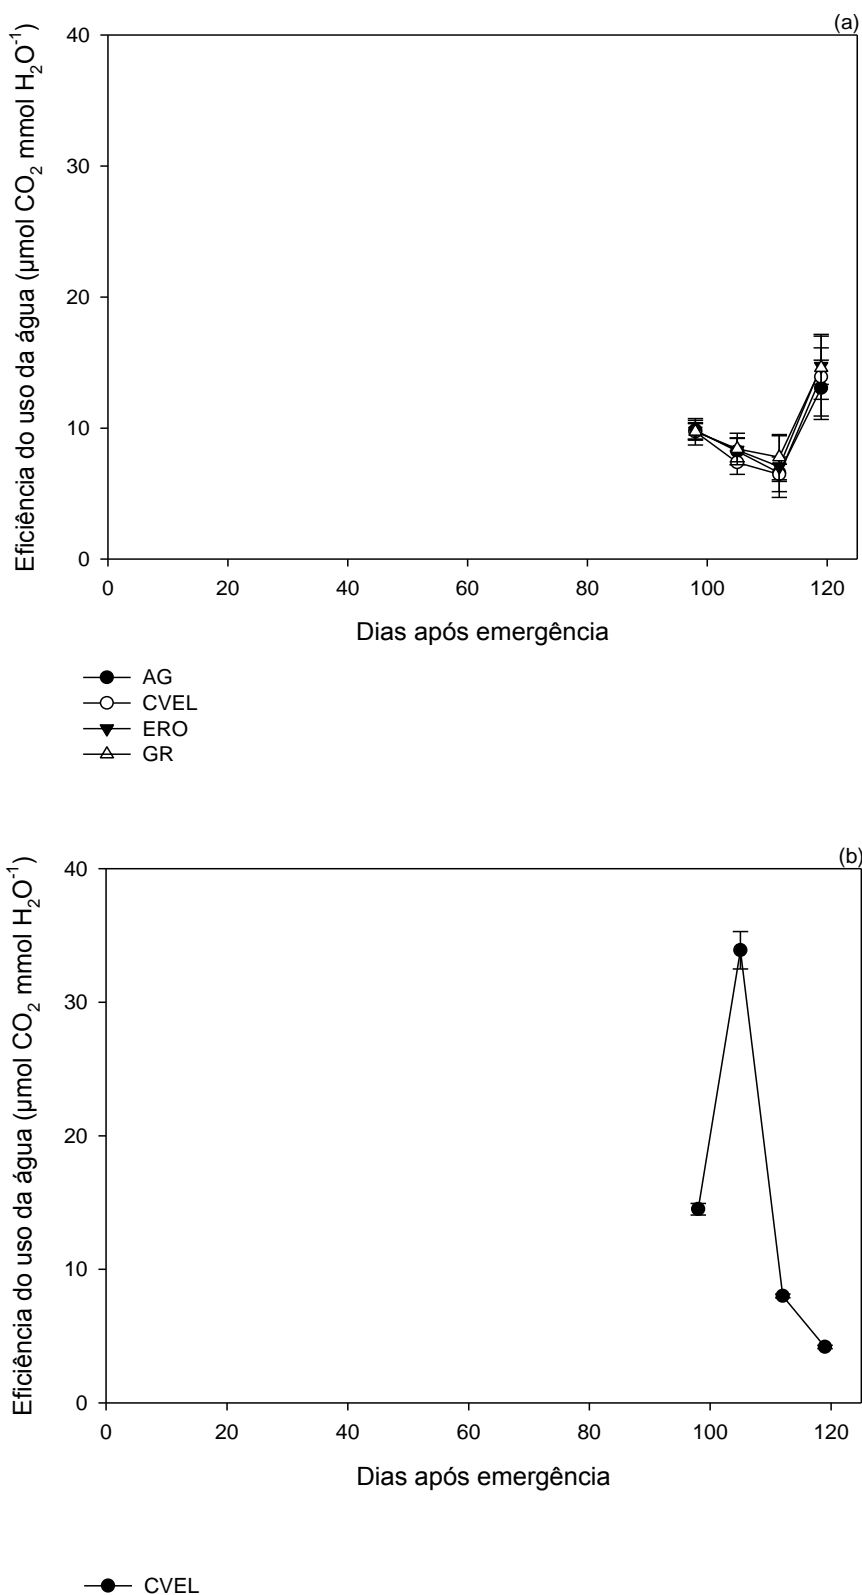 (a)
Eficiência do uso da água (µmol CO₂ mmol H₂O⁻¹)
40
30
20
10
0
0 20 40 60 80 100 120
Dias após emergência
AG
CVEL
ERO
GR
(b)
Eficiência do uso da água (µmol CO₂ mmol H₂O⁻¹)
40
30
20
10
0
0 20 40 60 80 100 120
Dias após emergência
CVEL